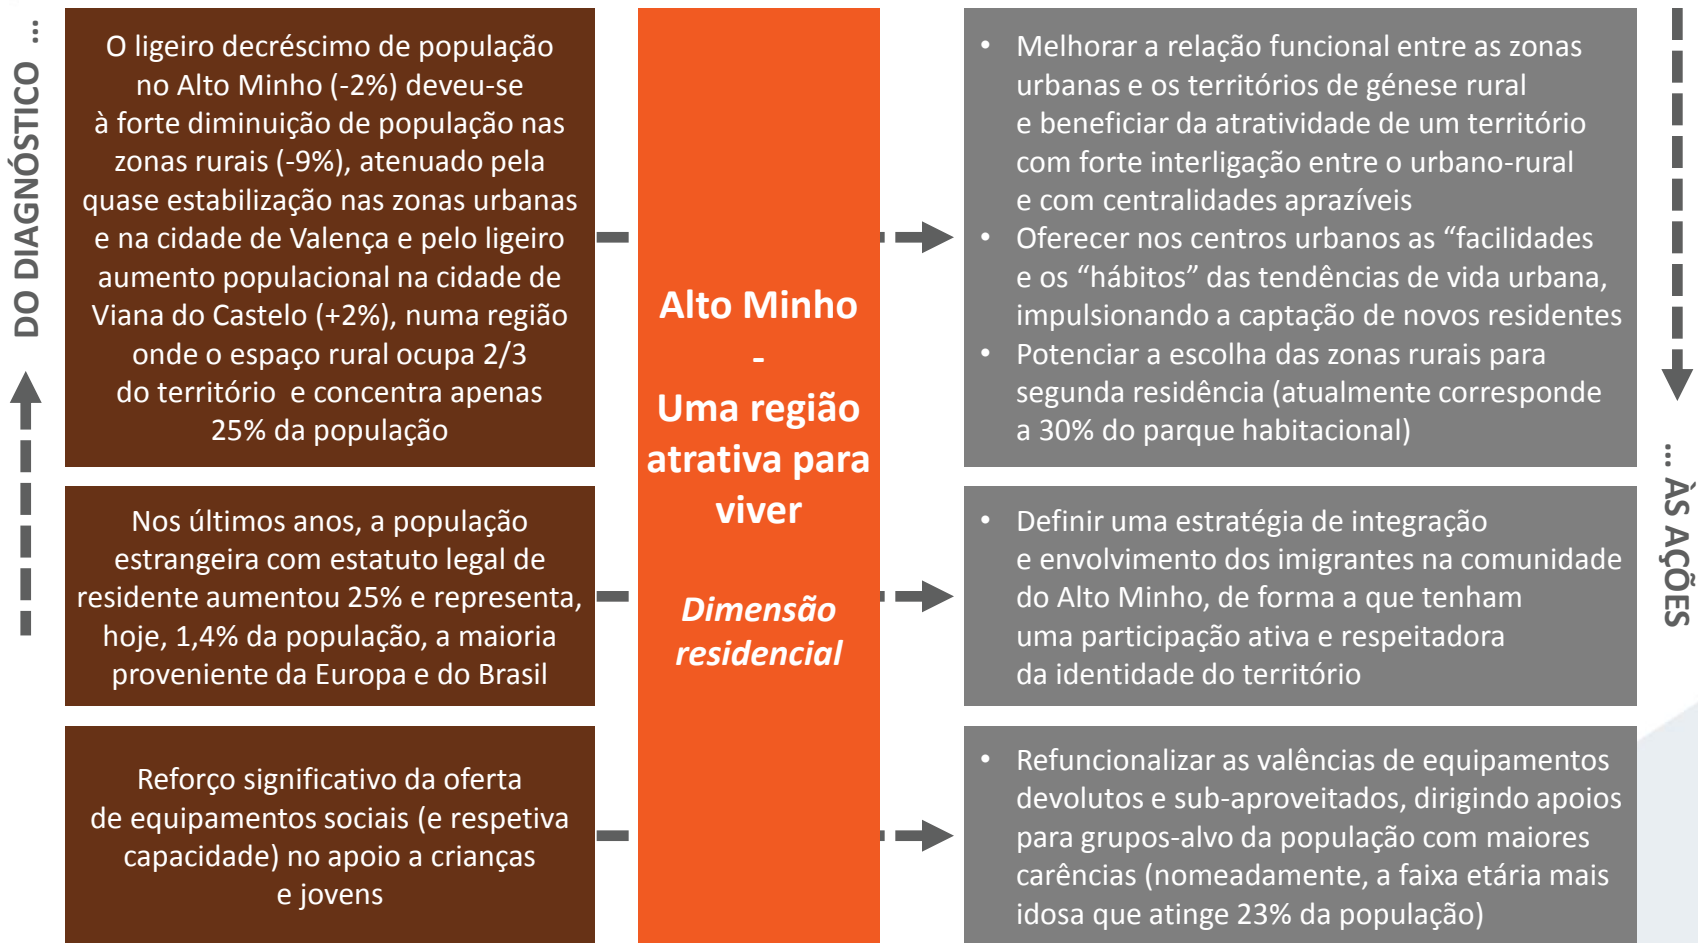 DO DIAGNÓSTICO ...
O ligeiro decréscimo de população
no Alto Minho (-2%) deveu-se
à forte diminuição de população nas
zonas rurais (-9%), atenuado pela
quase estabilização nas zonas urbanas
e na cidade de Valença e pelo ligeiro
aumento populacional na cidade de
Viana do Castelo (+2%), numa região
onde o espaço rural ocupa 2/3
do território e concentra apenas
25% da população
Nos últimos anos, a população
estrangeira com estatuto legal de
residente aumentou 25% e representa,
hoje, 1,4% da população, a maioria
proveniente da Europa e do Brasil
Reforço significativo da oferta
de equipamentos sociais (e respetiva
capacidade) no apoio a crianças
e jovens
Alto Minho
-
Uma região
atrativa para
viver
Dimensão
residencial
• Melhorar a relação funcional entre as zonas
urbanas e os territórios de génese rural
e beneficiar da atratividade de um território
com forte interligação entre o urbano-rural
e com centralidades aprazíveis
• Oferecer nos centros urbanos as “facilidades
e os “hábitos” das tendências de vida urbana,
impulsionando a captação de novos residentes
• Potenciar a escolha das zonas rurais para
segunda residência (atualmente corresponde
a 30% do parque habitacional)
• Definir uma estratégia de integração
e envolvimento dos imigrantes na comunidade
do Alto Minho, de forma a que tenham
uma participação ativa e respeitadora
da identidade do território
• Refuncionalizar as valências de equipamentos
devolutos e sub-aproveitados, dirigindo apoios
para grupos-alvo da população com maiores
carências (nomeadamente, a faixa etária mais
idosa que atinge 23% da população)
... ÀS AÇÕES